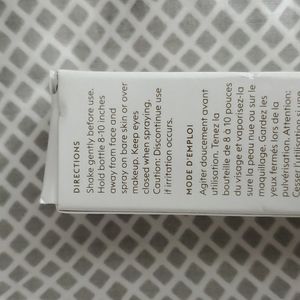 DIRECTIONS
Shake gently before use.
Hold bottle 8-10 inches
away from face and
spray on bare skin or over
makeup. Keep eyes
closed when spraying.
Caution: Discontinue use
if irritation occurs.
MODE D'EMPLOI
Agiter doucement avant
utilisation. Tenez la
bouteille de 8 à 10 pouces
du visage et vaporisez-la
sur la peau nue ou sur le
maquillage. Gardez les
yeux fermés lors de la
vaporisation. Attention: